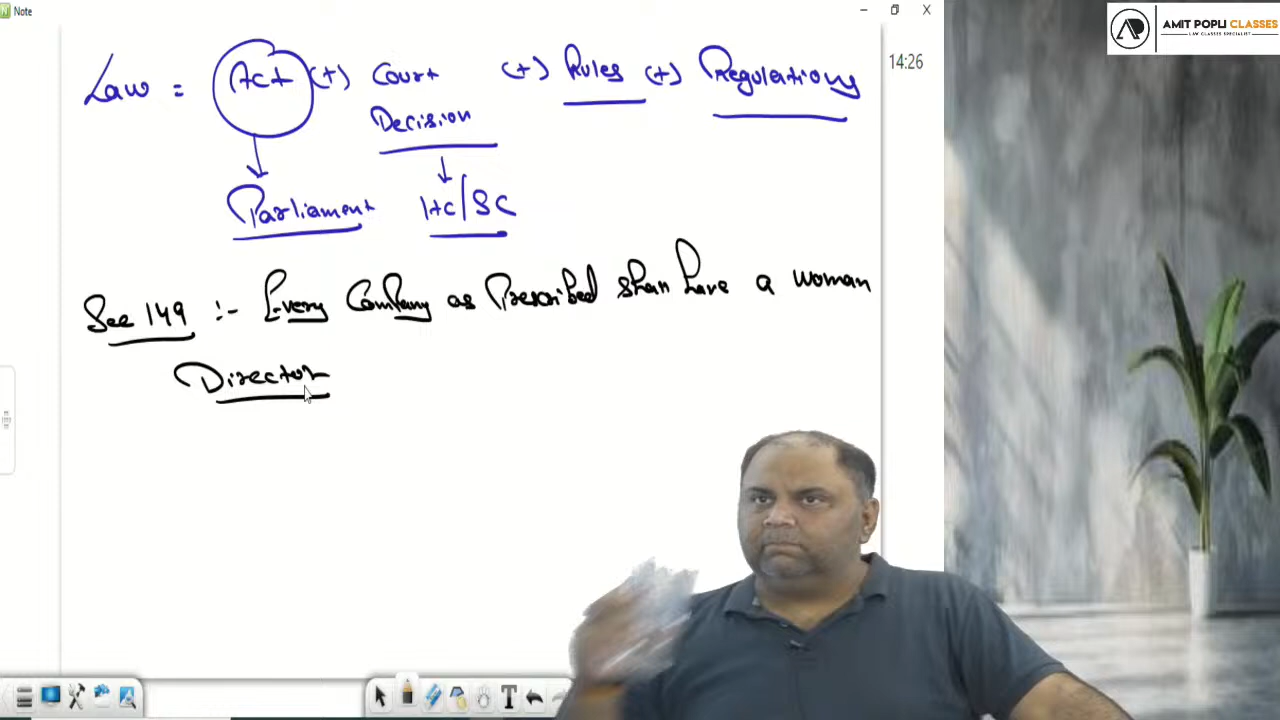 Note
AMIT POPLI CLASSES
LAW CLASSES SPECIALIST
14:26
Law = Act (+) Court (+) Rules (+) Regulations
Decision
Parliament HC/SC
Sec 149 :- Every Company as Prescribed shall have a woman
Director